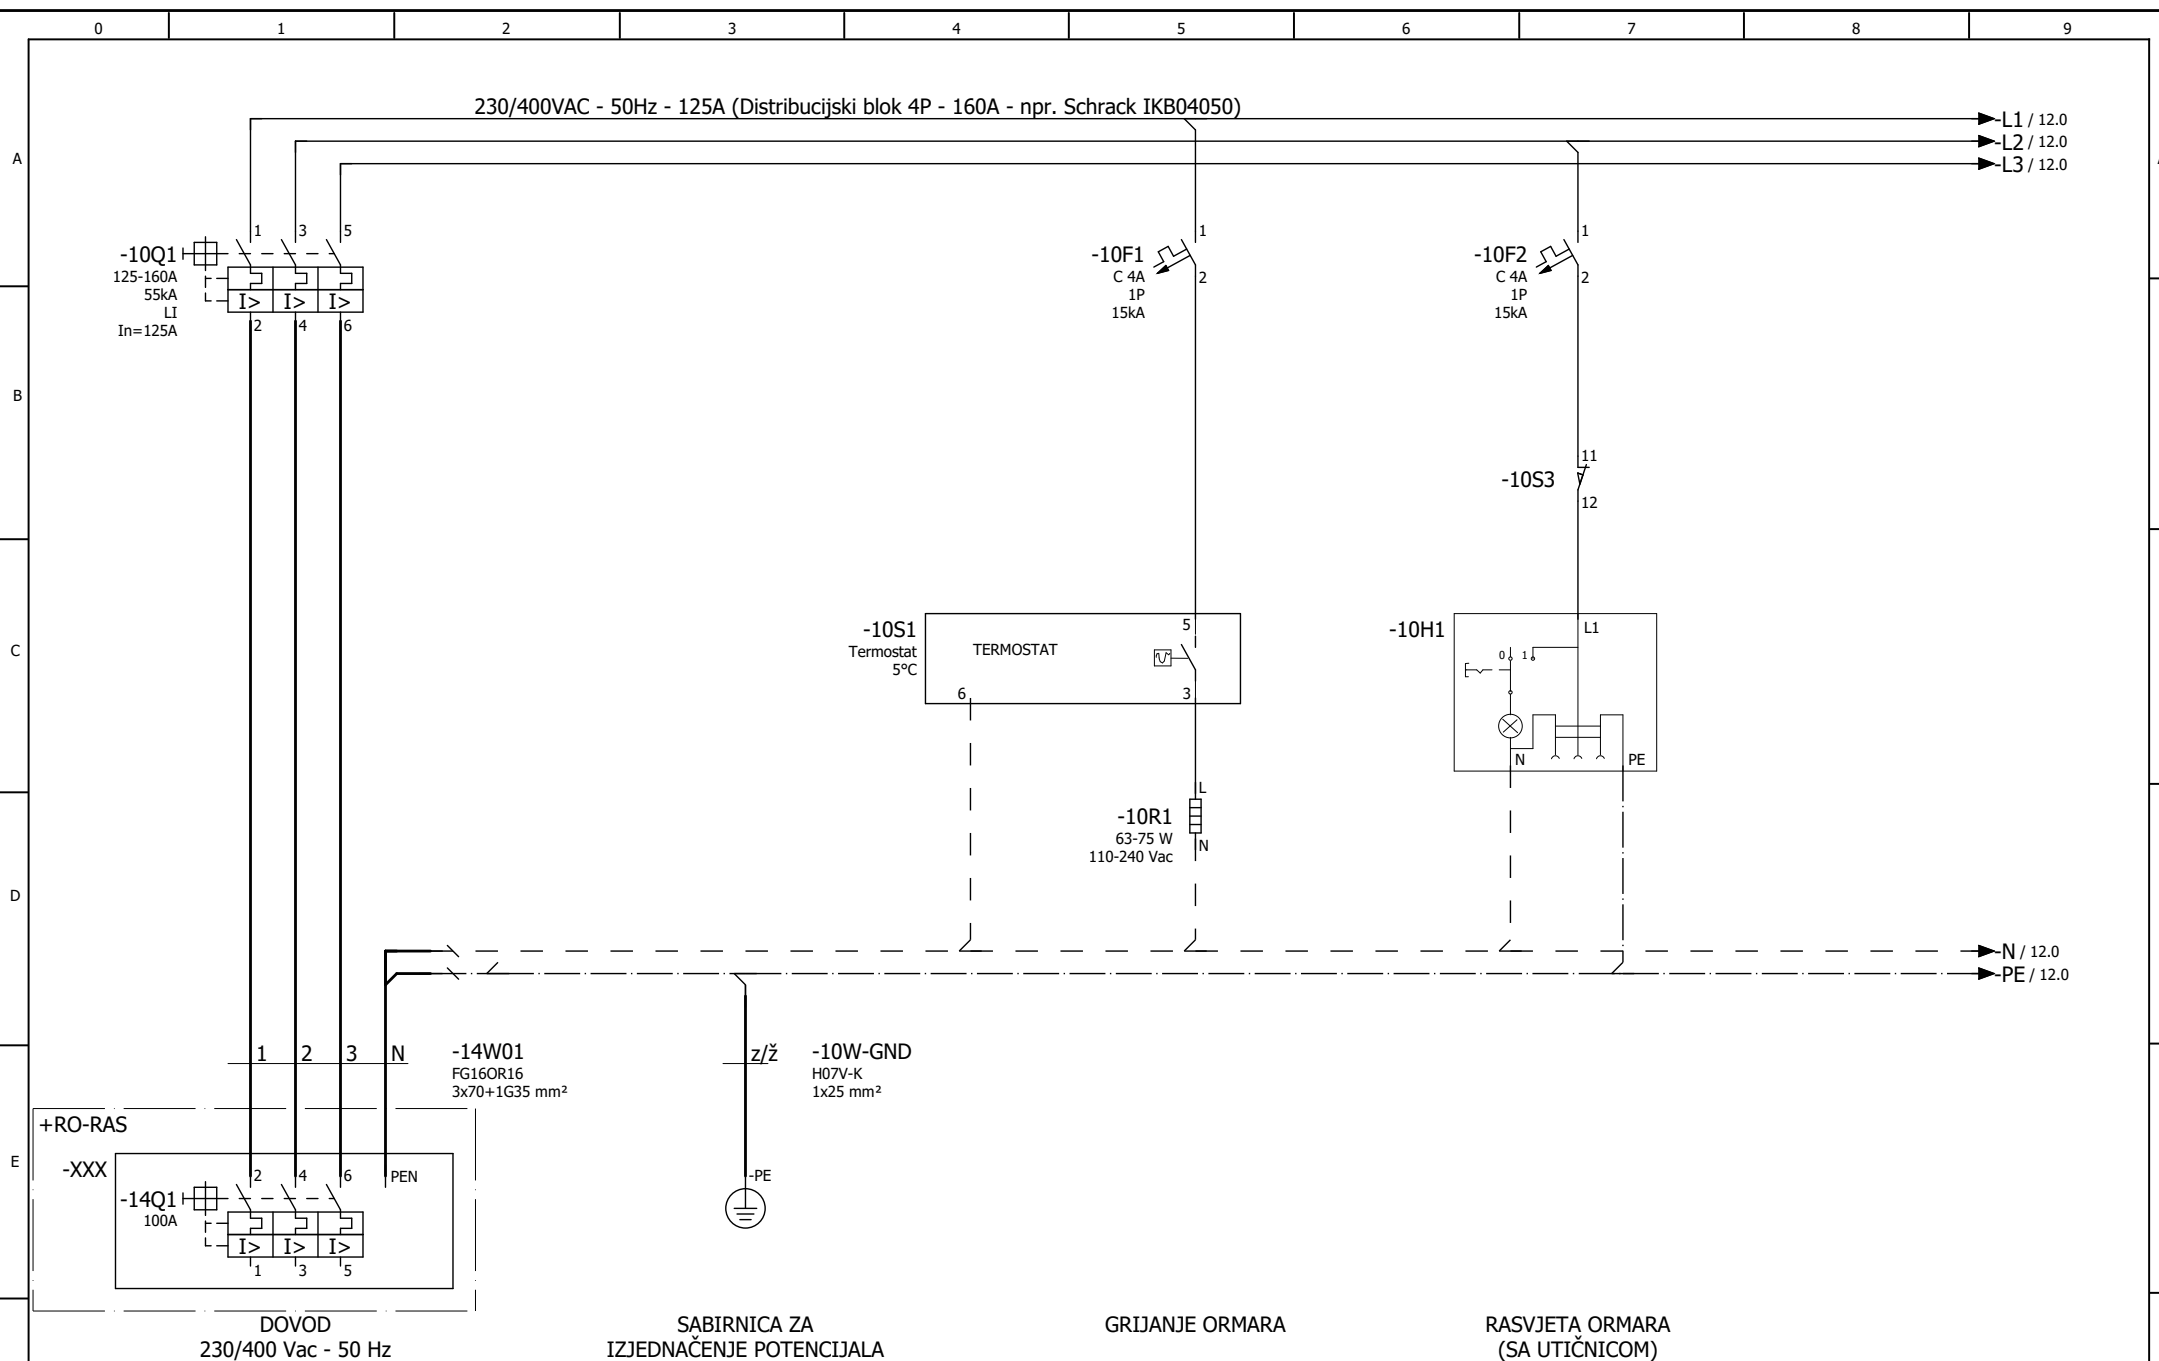 0 1 2 3 4 5 6 7 8 9
230/400VAC - 50Hz - 125A (Distribucijski blok 4P - 160A - npr. Schrack IKB04050)
-L1 / 12.0
-L2 / 12.0
-L3 / 12.0
A
-10Q1
125-160A
55kA
LI
In=125A
1 3 5
I> I> I>
2 4 6
-10F1
C 4A
1P
15kA
1
2
-10F2
C 4A
1P
15kA
1
2
B
-10S3
11
12
C
-10S1
Termostat
5°C
TERMOSTAT
5
6
3
-10H1
L1
0 1
N
PE
-10R1
63-75 W
110-240 Vac
L
N
D
-N / 12.0
-PE / 12.0
1 2 3 N
-14W01
FG16OR16
3x70+1G35 mm²
z/ž
-10W-GND
H07V-K
1x25 mm²
+RO-RAS
E
-XXX
2 4 6 PEN
-14Q1
100A
I> I> I>
1 3 5
-PE
DOVOD
230/400 Vac - 50 Hz
SABIRNICA ZA
IZJEDNAČENJE POTENCIJALA
GRIJANJE ORMARA
RASVJETA ORMARA
(SA UTIČNICOM)